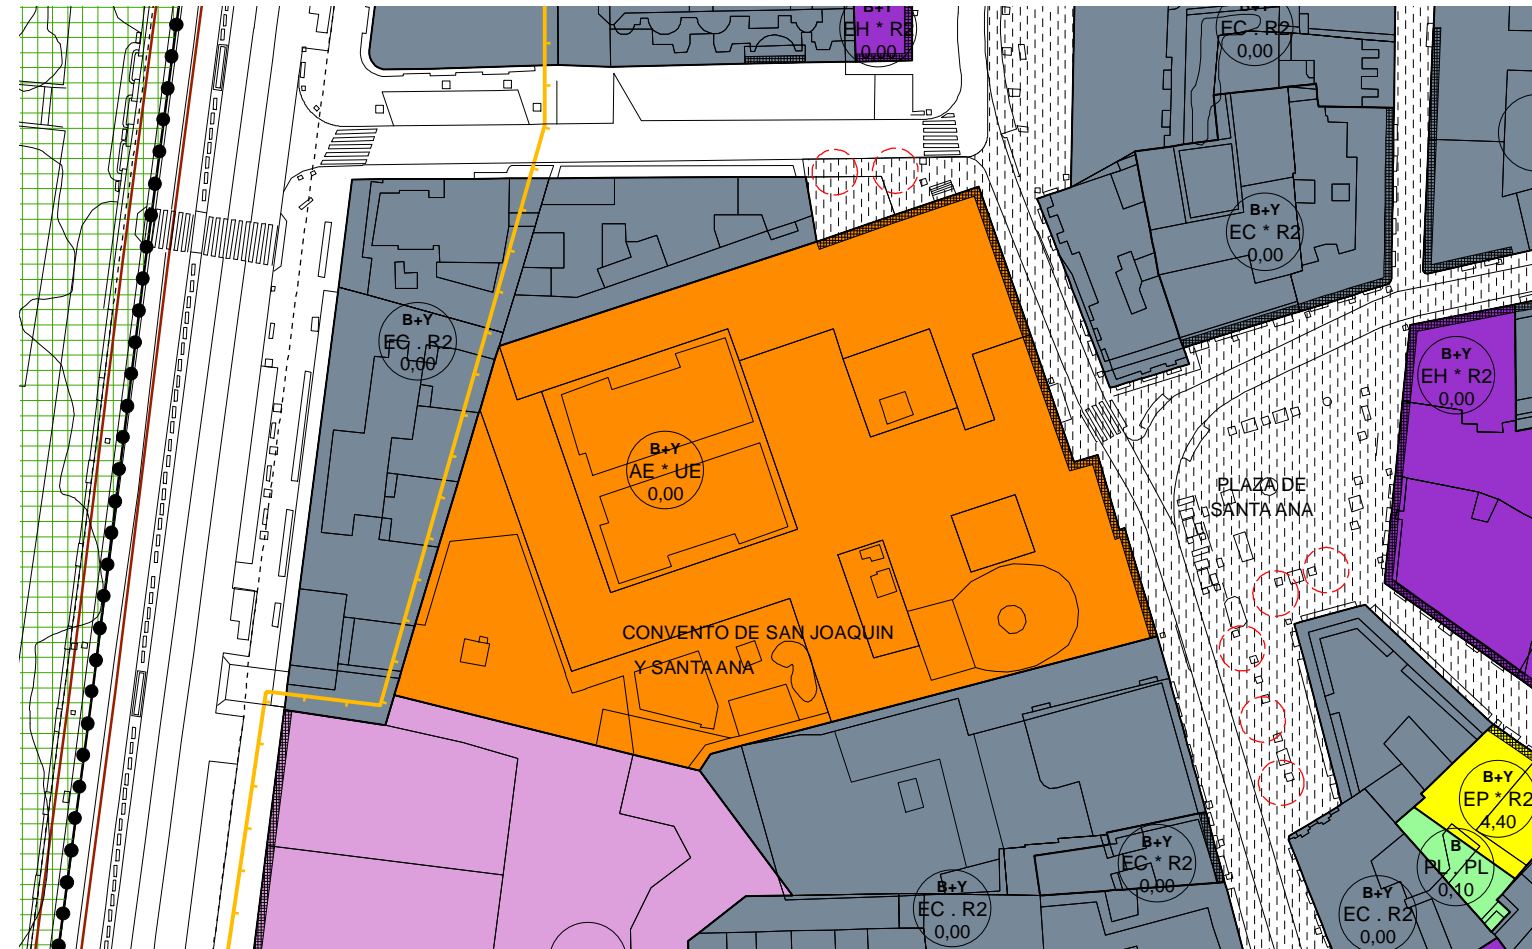 B+Y
EH * R2
0,00
B+Y
EC . R2
0,00
B+Y
EC * R2
0,00
B+Y
EC . R2
0,00
B+Y
EH * R2
0,00
B+Y
AE * UE
0,00
PLAZA DE
SANTA ANA
CONVENTO DE SAN JOAQUIN
Y SANTA ANA
B+Y
EP * R2
4,40
B+Y
EC * R2
0,00
B
PL . PL
0,10
B+Y
EC . R2
0,00
B+Y
EC . R2
0,00